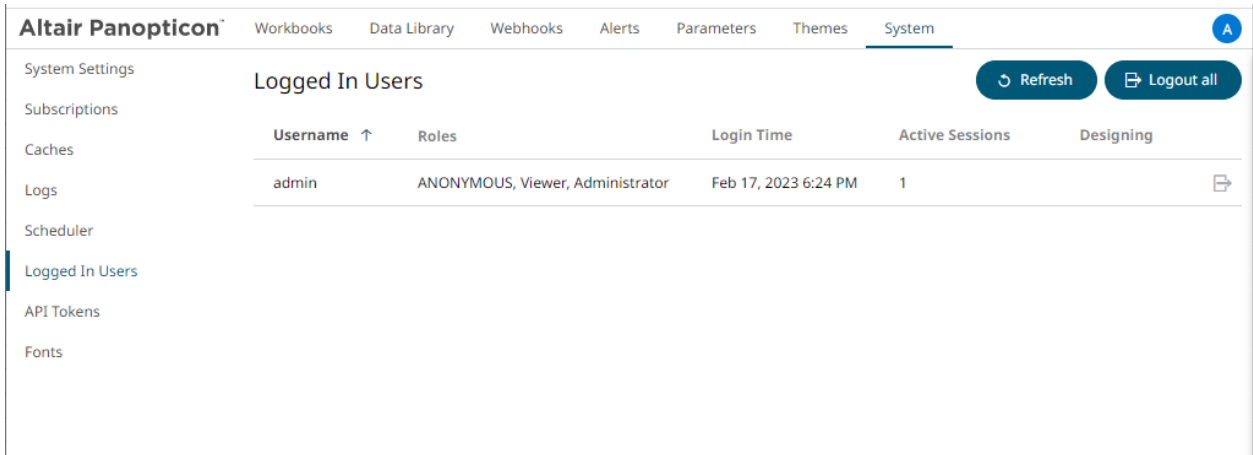 Altair Panopticon™ Workbooks Data Library Webhooks Alerts Parameters Themes System A
System Settings
Subscriptions
Caches
Logs
Scheduler
Logged In Users
API Tokens
Fonts
Logged In Users Refresh Logout all
Username ↑ Roles Login Time Active Sessions Designing
admin ANONYMOUS, Viewer, Administrator Feb 17, 2023 6:24 PM 1